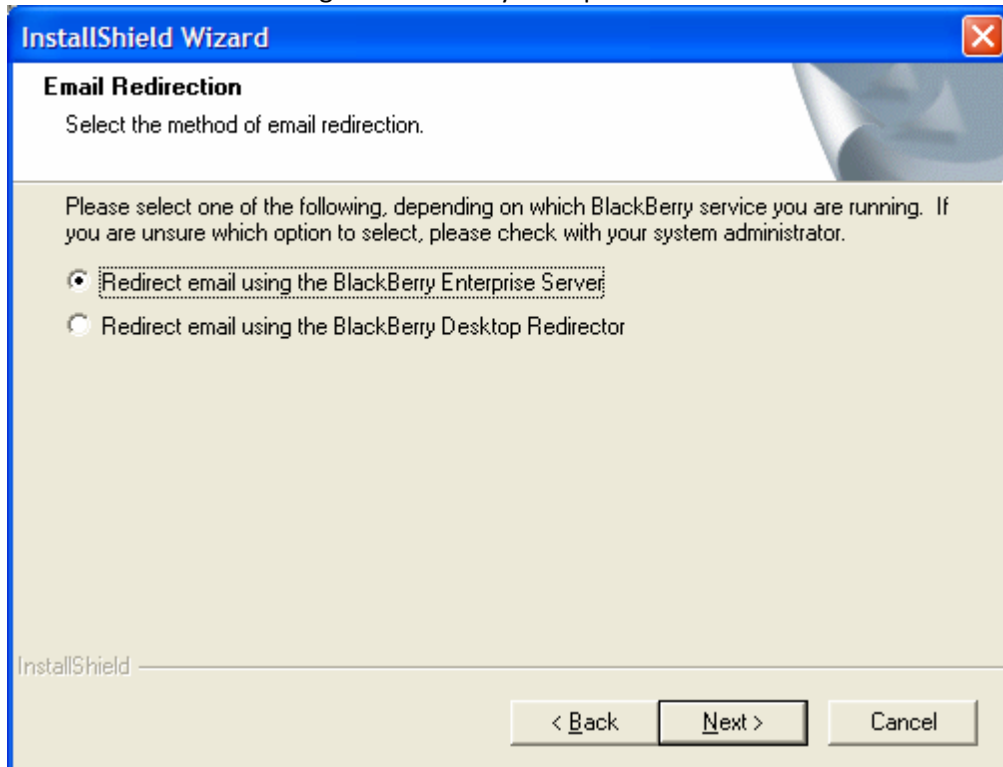 InstallShield Wizard
Email Redirection
Select the method of email redirection.
Please select one of the following, depending on which BlackBerry service you are running. If
you are unsure which option to select, please check with your system administrator.
Redirect email using the BlackBerry Enterprise Server
Redirect email using the BlackBerry Desktop Redirector
InstallShield
< Back Next > Cancel